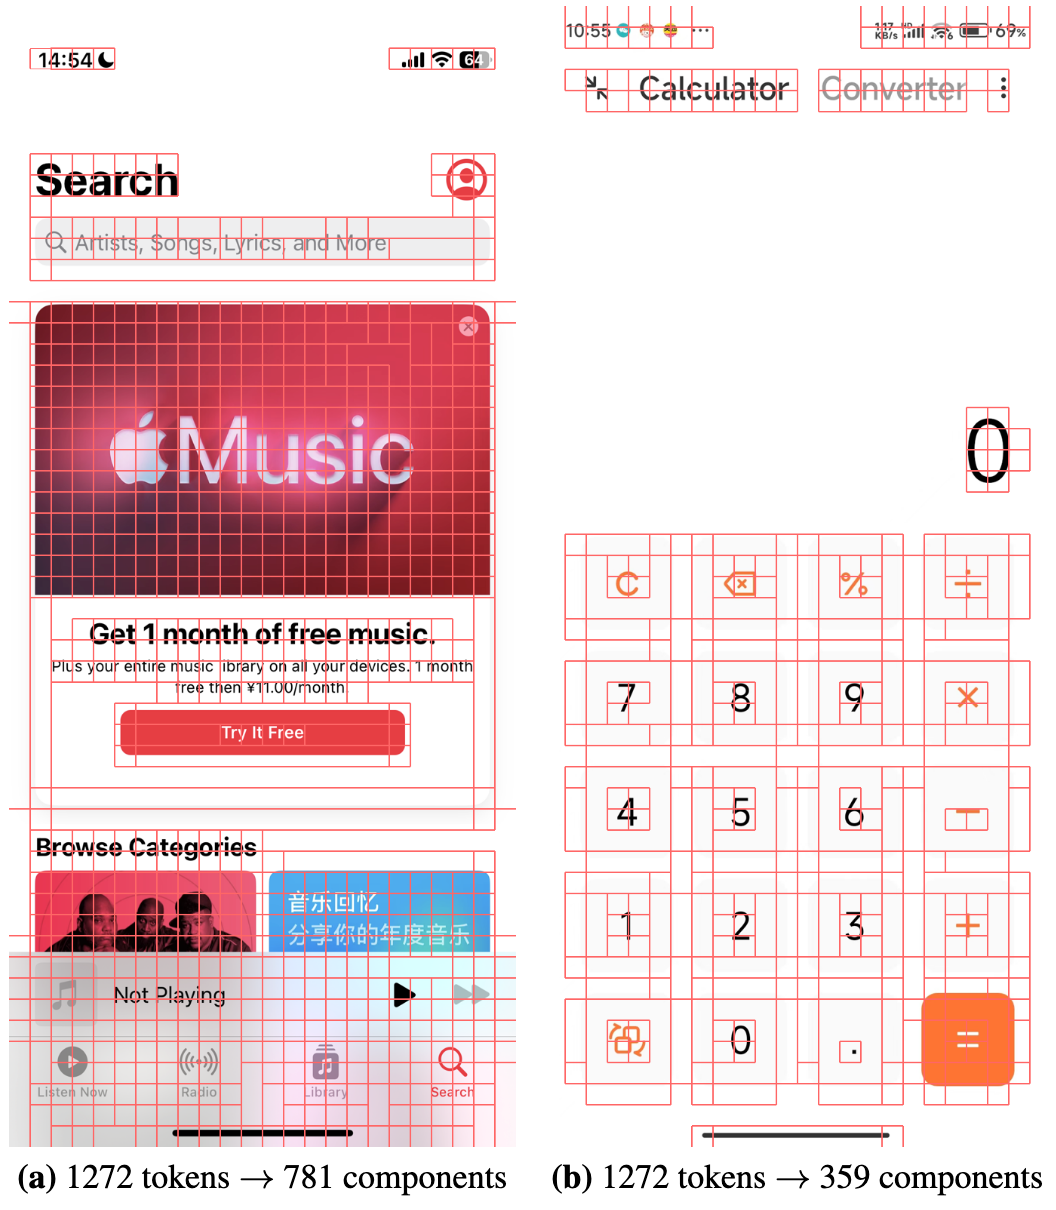 14:54
64
Search
Artists, Songs, Lyrics, and More
Music
Get 1 month of free music.
Plus your entire music library on all your devices. 1 month
free then ¥11.00/month
Try It Free
Browse Categories
音乐回忆
分享你的年度音乐
Not Playing
Listen Now
Radio
Library
Search
(a) 1272 tokens → 781 components
10:55 ···
KB/s HD 6 69%
Calculator Converter
0
C × % ÷
7 8 9 ×
4 5 6 −
1 2 3 +
0 . =
(b) 1272 tokens → 359 components